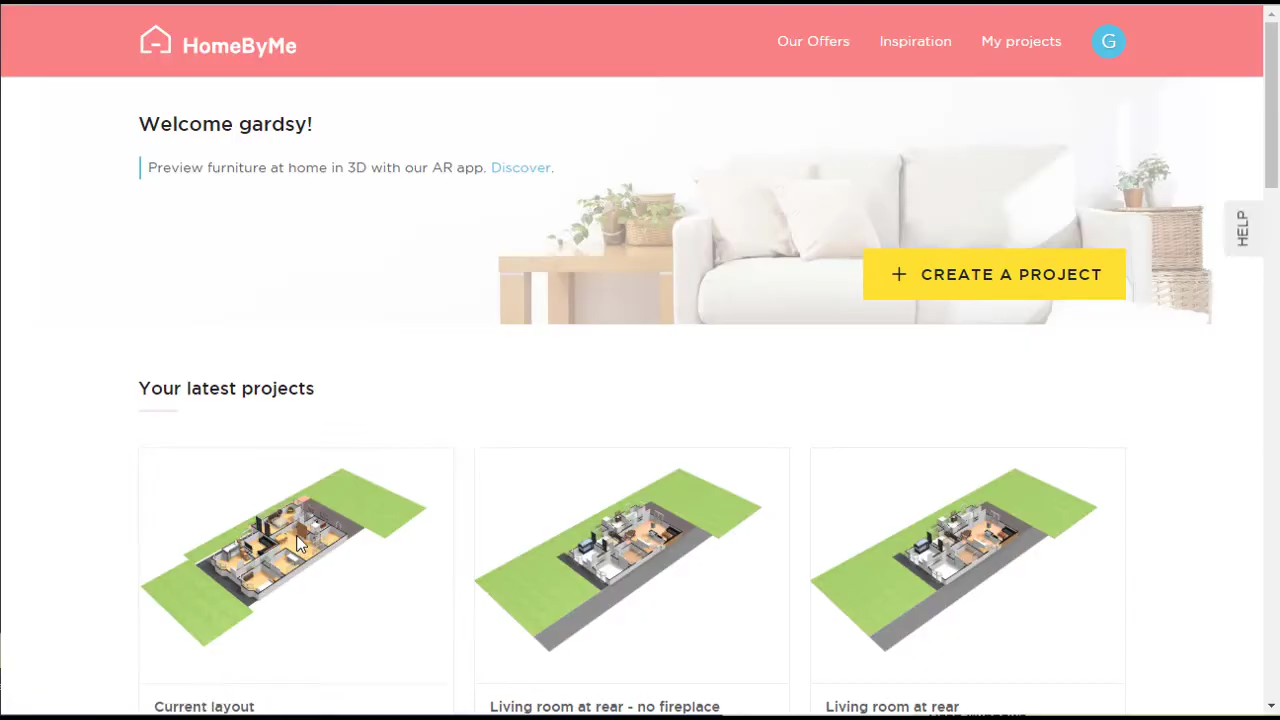 HomeByMe
Our Offers
Inspiration
My projects
G
Welcome gardsy!
Preview furniture at home in 3D with our AR app. Discover.
HELP
+ CREATE A PROJECT
Your latest projects
Current layout
Living room at rear - no fireplace
Living room at rear